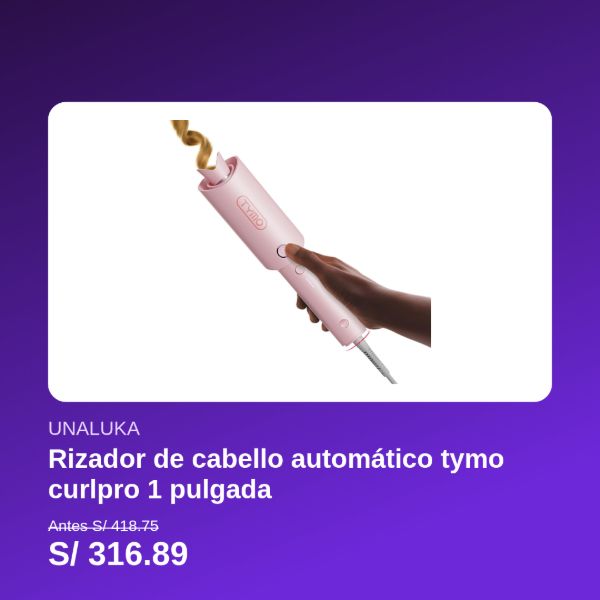 TYMO
UNALUKA
Rizador de cabello automático tymo
curlpro 1 pulgada
Antes S/ 418.75
S/ 316.89